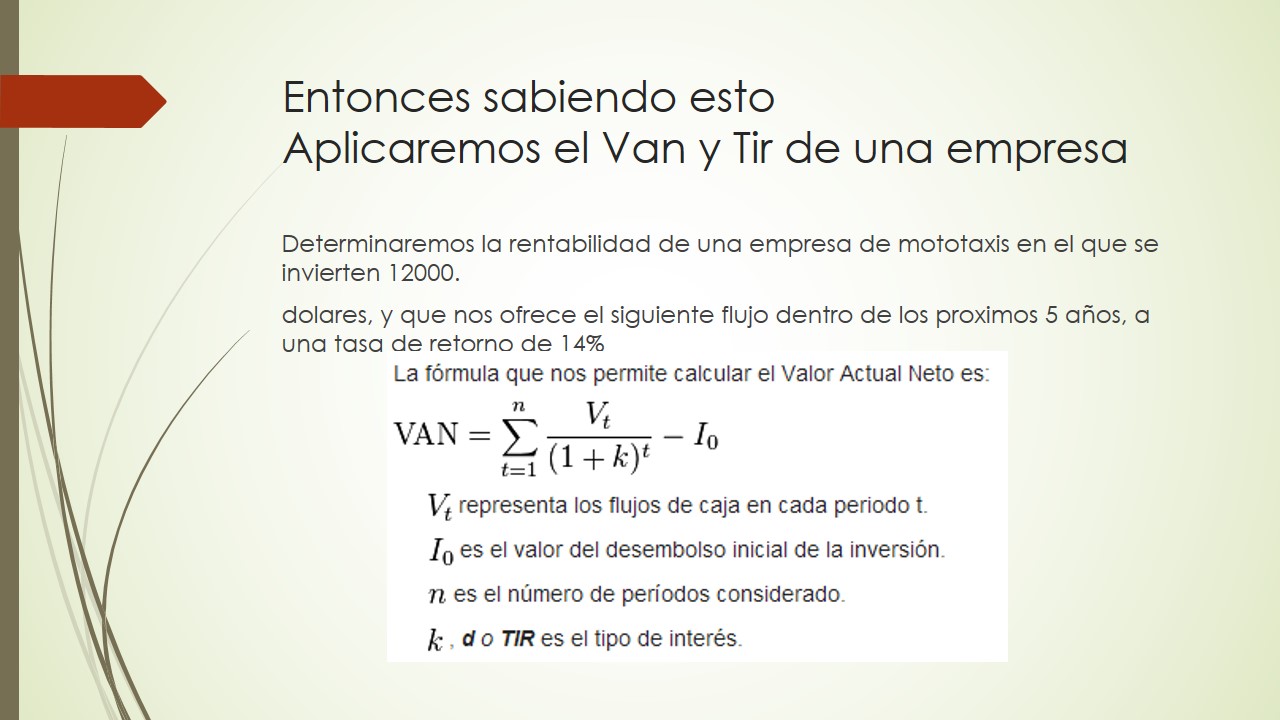 Entonces sabiendo esto
Aplicaremos el Van y Tir de una empresa
Determinaremos la rentabilidad de una empresa de mototaxis en el que se
invierten 12000.
dolares, y que nos ofrece el siguiente flujo dentro de los proximos 5 años, a
una tasa de retorno de 14%
La fórmula que nos permite calcular el Valor Actual Neto es:
VAN = \sum_{t=1}^{n} \frac{V_t}{(1+k)^t} - I_0
V_t representa los flujos de caja en cada periodo t.
I_0 es el valor del desembolso inicial de la inversión.
n es el número de períodos considerado.
k , d o TIR es el tipo de interés.